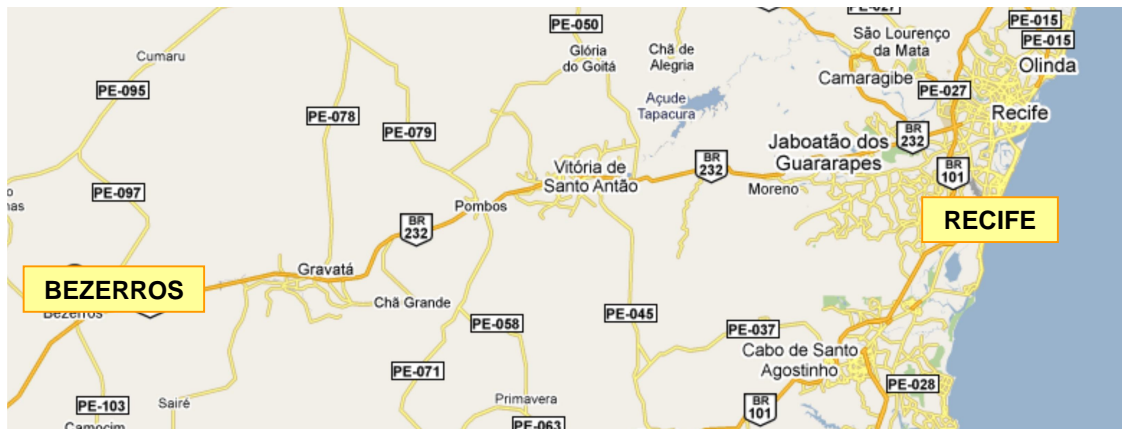 PE-027
PE-015
PE-050
São Lourenço
da Mata
PE-015
Cumaru
Glória
do Goitá
Chã de
Alegria
Olinda
Camaragibe
PE-095
PE-027
Açude
Tapacura
PE-078
Recife
PE-079
Jaboatão dos
Guararapes
BR
232
Vitória de
Santo Antão
BR
232
BR
101
Moreno
PE-097
Pombos
RECIFE
BR
232
Gravatá
BEZERROS
Chã Grande
Bezerros
PE-058
PE-045
PE-037
Cabo de Santo
Agostinho
PE-071
PE-028
PE-103
Sairé
Primavera
BR
101
Camocim
PE-063